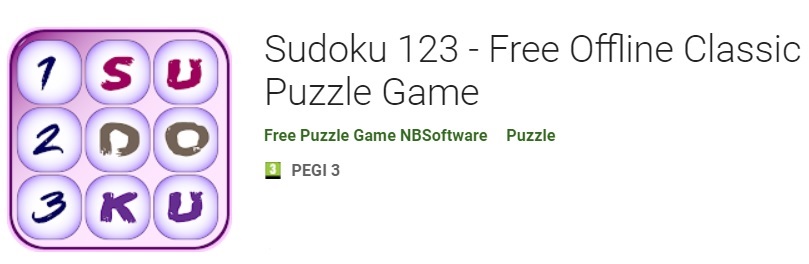 1 S U
2 D O
3 K U
Sudoku 123 - Free Offline Classic
Puzzle Game
Free Puzzle Game NBSoftware Puzzle
3 PEGI 3